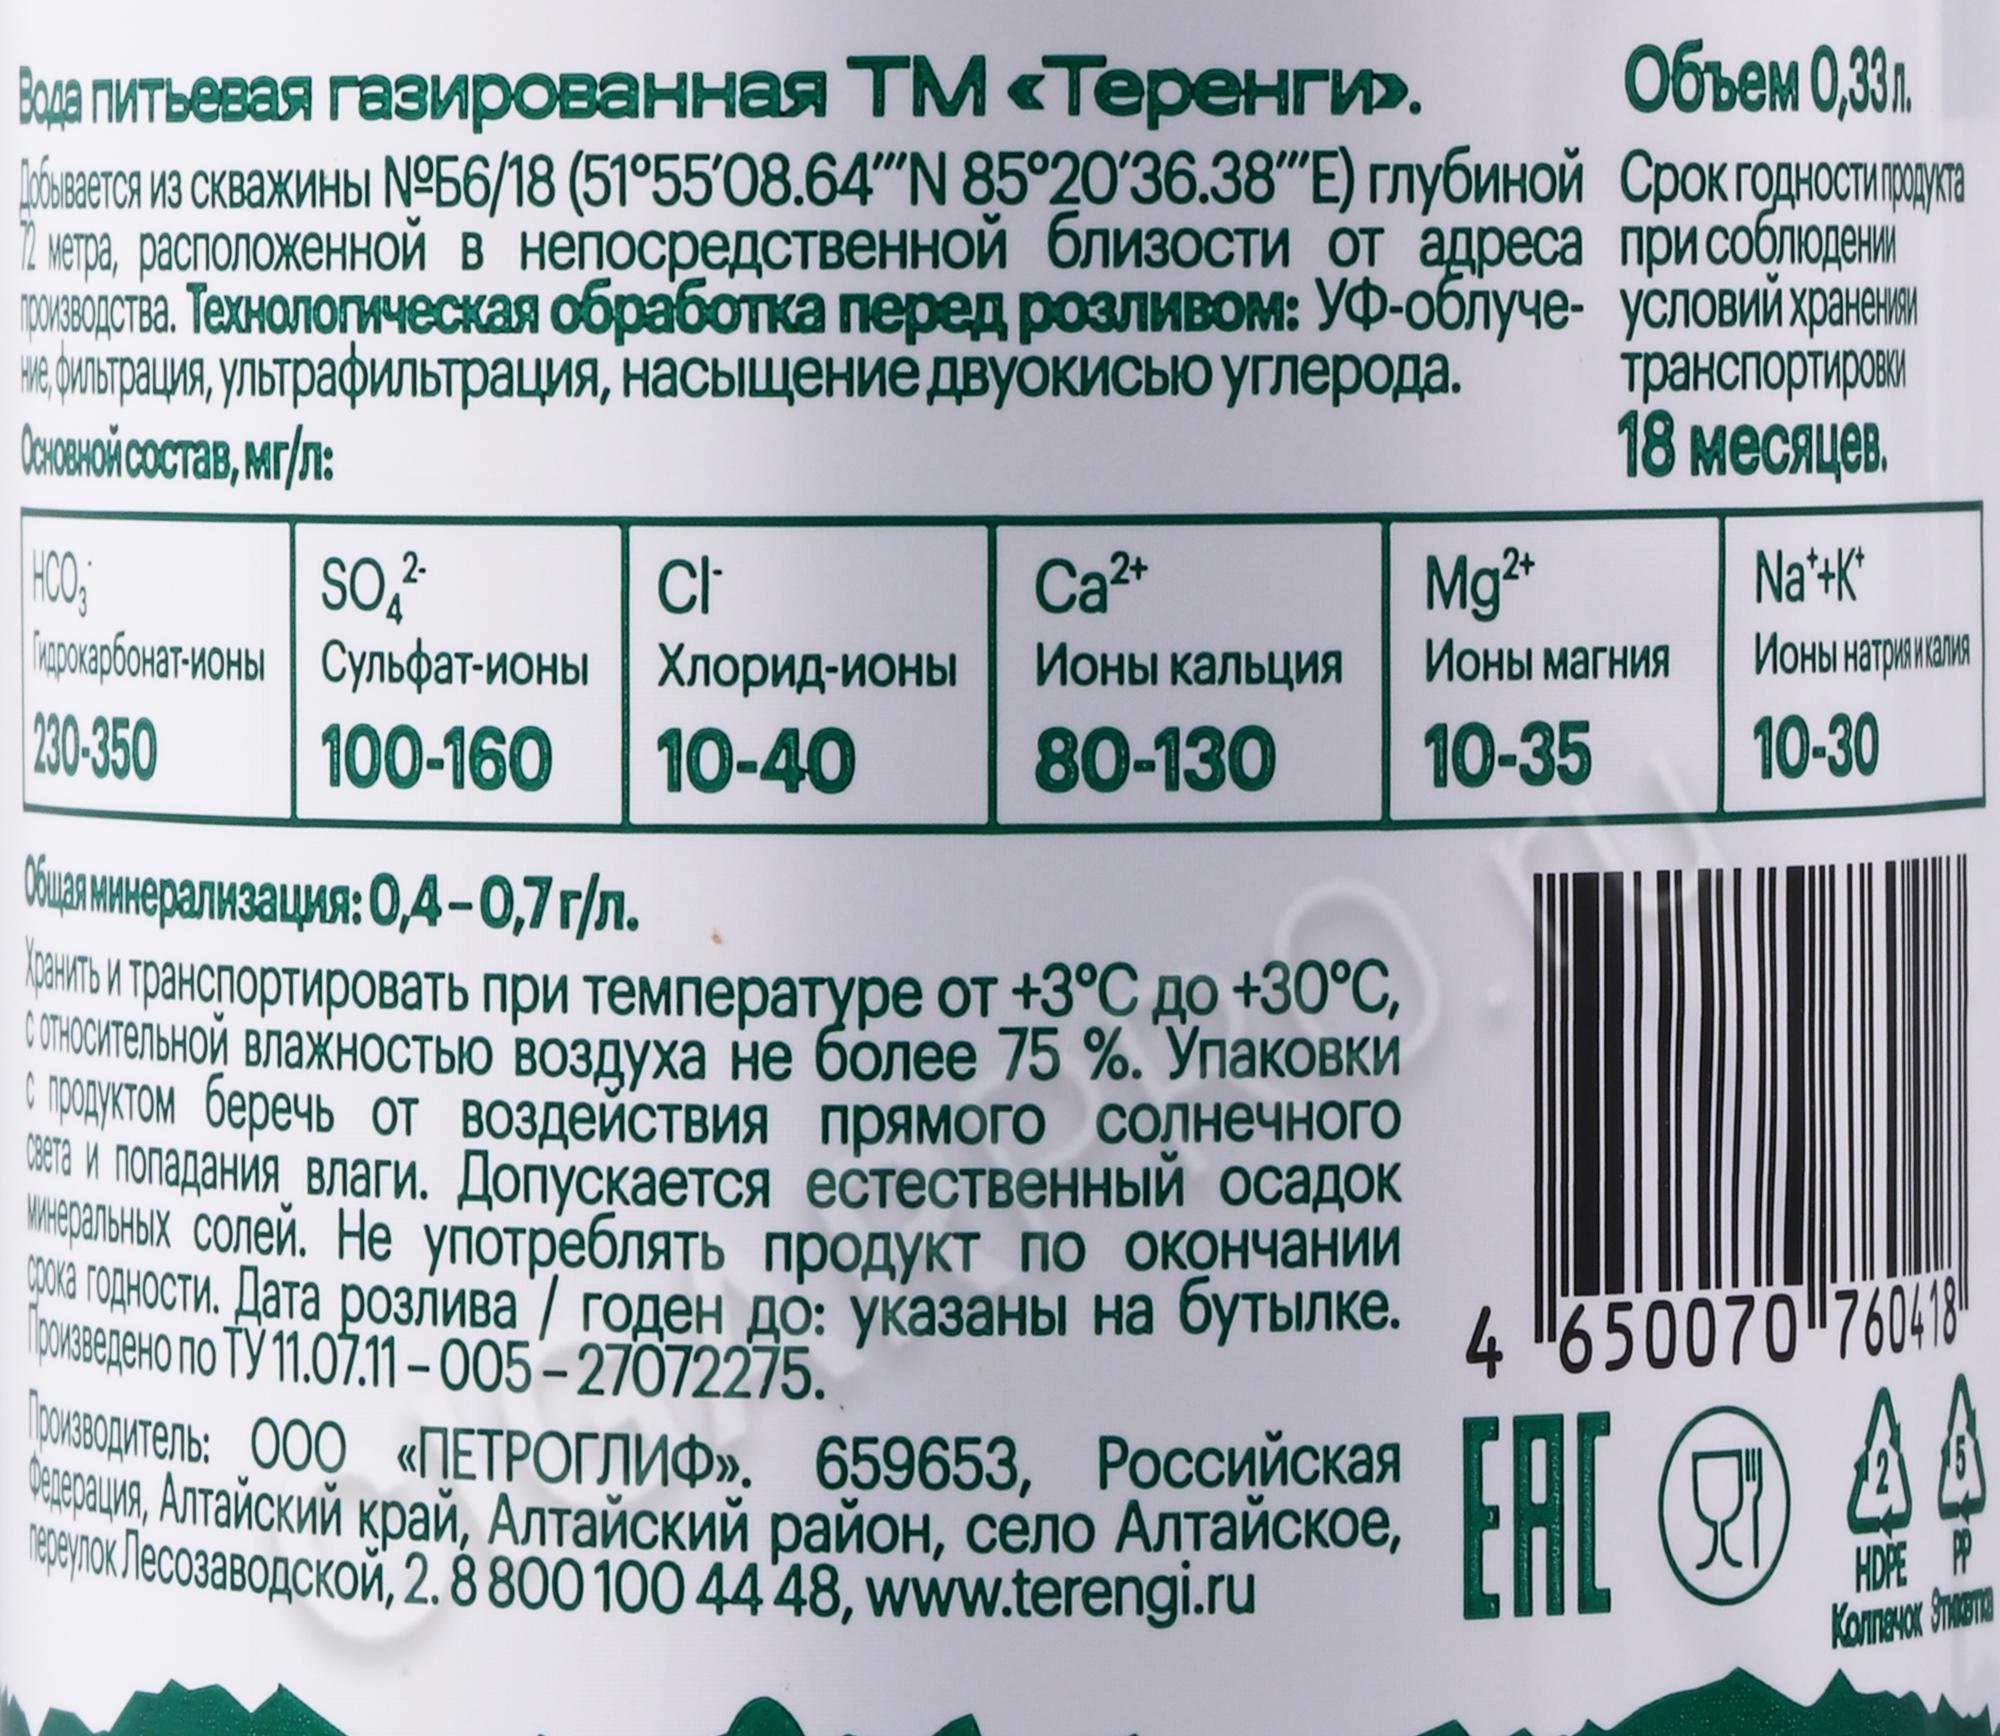 Вода питьевая газированная ТМ «Теренги».
Добывается из скважины №Б6/18 (51°55′08.64″′N 85°20′36.38″′E) глубиной
72 метра, расположенной в непосредственной близости от адреса
производства. Технологическая обработка перед розливом: УФ-облуче-
ние, фильтрация, ультрафильтрация, насыщение двуокисью углерода.
Основной состав, мг/л:
Объем 0,33 л.
Срок годности продукта
при соблюдении
условий хранения и
транспортировки
18 месяцев.
HCO₃⁻
Гидрокарбонат-ионы
230-350
SO₄²⁻
Сульфат-ионы
100-160
Cl⁻
Хлорид-ионы
10-40
Ca²⁺
Ионы кальция
80-130
Mg²⁺
Ионы магния
10-35
Na⁺+K⁺
Ионы натрия и калия
10-30
Общая минерализация: 0,4 – 0,7 г/л.
Хранить и транспортировать при температуре от +3°С до +30°С,
с относительной влажностью воздуха не более 75 %. Упаковки
с продуктом беречь от воздействия прямого солнечного
света и попадания влаги. Допускается естественный осадок
минеральных солей. Не употреблять продукт по окончании
срока годности. Дата розлива / годен до: указаны на бутылке.
Произведено по ТУ 11.07.11 – 005 – 27072275.
Производитель: ООО «ПЕТРОГЛИФ». 659653, Российская
Федерация, Алтайский край, Алтайский район, село Алтайское,
переулок Лесозаводской, 2. 8 800 100 44 48, www.terengi.ru
4 650070 760418
EAC
2
HDPE
Колпачок
5
PP
Этикетка
CIGARPRO.ru